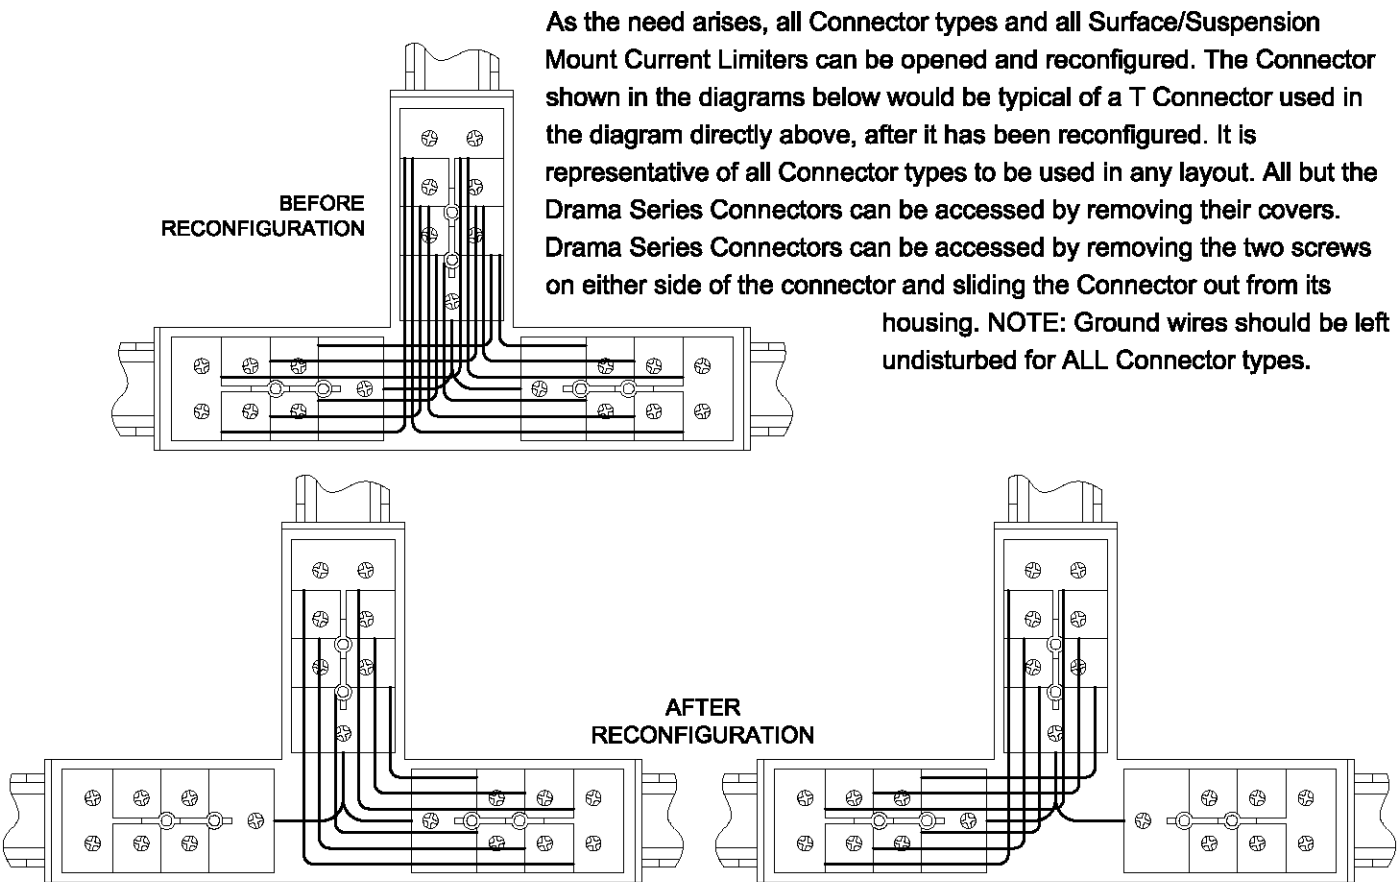 As the need arises, all Connector types and all Surface/Suspension
Mount Current Limiters can be opened and reconfigured. The Connector
shown in the diagrams below would be typical of a T Connector used in
the diagram directly above, after it has been reconfigured. It is
representative of all Connector types to be used in any layout. All but the
Drama Series Connectors can be accessed by removing their covers.
Drama Series Connectors can be accessed by removing the two screws
on either side of the connector and sliding the Connector out from its
housing. NOTE: Ground wires should be left
undisturbed for ALL Connector types.
BEFORE
RECONFIGURATION
AFTER
RECONFIGURATION